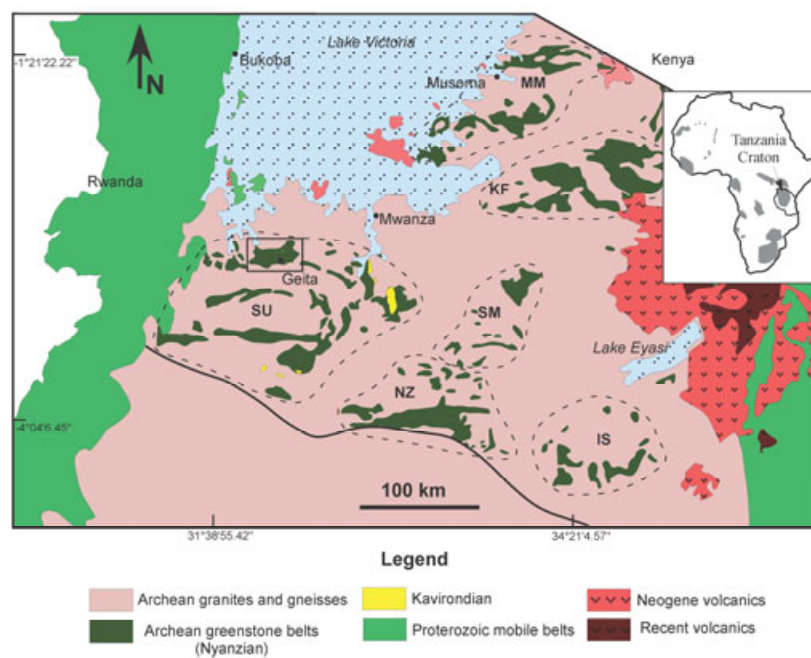 Lake Victoria
Kenya
-1°21'22.22"
Bukoba
Musoma
MM
N
Tanzania
Craton
Rwanda
KF
Mwanza
Geita
SU
SM
Lake Eyasi
NZ
-4°04'6.45"
IS
100 km
31°38'55.42"
34°21'4.57"
Legend
Archean granites and gneisses
Kavirondian
Neogene volcanics
Archean greenstone belts
(Nyanzian)
Proterozoic mobile belts
Recent volcanics